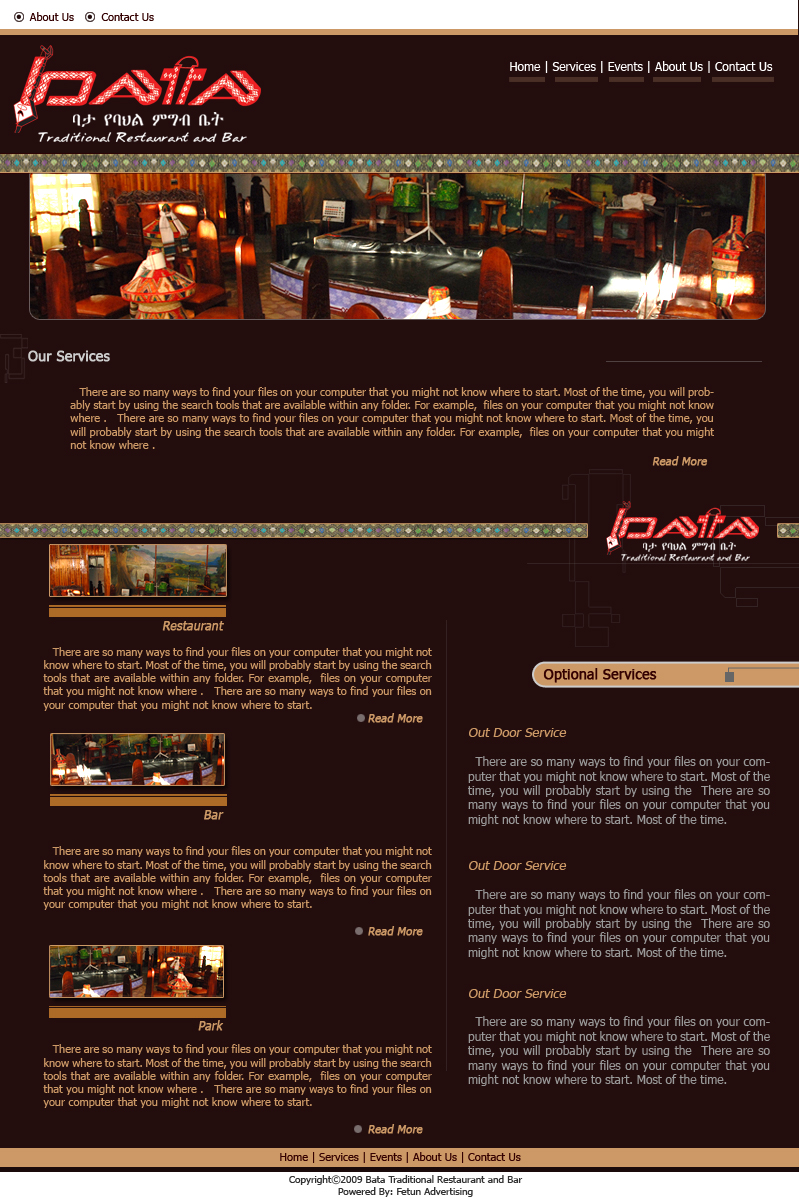 About Us Contact Us
Home | Services | Events | About Us | Contact Us
bata
ባታ የባህል ምግብ ቤት
Traditional Restaurant and Bar
Our Services
There are so many ways to find your files on your computer that you might not know where to start. Most of the time, you will prob-
ably start by using the search tools that are available within any folder. For example, files on your computer that you might not know
where . There are so many ways to find your files on your computer that you might not know where to start. Most of the time, you
will probably start by using the search tools that are available within any folder. For example, files on your computer that you might
not know where .
Read More
bata
ባታ የባህል ምግብ ቤት
Traditional Restaurant and Bar
Restaurant
There are so many ways to find your files on your computer that you might not
know where to start. Most of the time, you will probably start by using the search
tools that are available within any folder. For example, files on your computer
that you might not know where . There are so many ways to find your files on
your computer that you might not know where to start.
Read More
Bar
There are so many ways to find your files on your computer that you might not
know where to start. Most of the time, you will probably start by using the search
tools that are available within any folder. For example, files on your computer
that you might not know where . There are so many ways to find your files on
your computer that you might not know where to start.
Read More
Park
There are so many ways to find your files on your computer that you might not
know where to start. Most of the time, you will probably start by using the search
tools that are available within any folder. For example, files on your computer
that you might not know where . There are so many ways to find your files on
your computer that you might not know where to start.
Read More
Optional Services
Out Door Service
There are so many ways to find your files on your com-
puter that you might not know where to start. Most of the
time, you will probably start by using the There are so
many ways to find your files on your computer that you
might not know where to start. Most of the time.
Out Door Service
There are so many ways to find your files on your com-
puter that you might not know where to start. Most of the
time, you will probably start by using the There are so
many ways to find your files on your computer that you
might not know where to start. Most of the time.
Out Door Service
There are so many ways to find your files on your com-
puter that you might not know where to start. Most of the
time, you will probably start by using the There are so
many ways to find your files on your computer that you
might not know where to start. Most of the time.
Home | Services | Events | About Us | Contact Us
Copyright©2009 Bata Traditional Restaurant and Bar
Powered By: Fetun Advertising